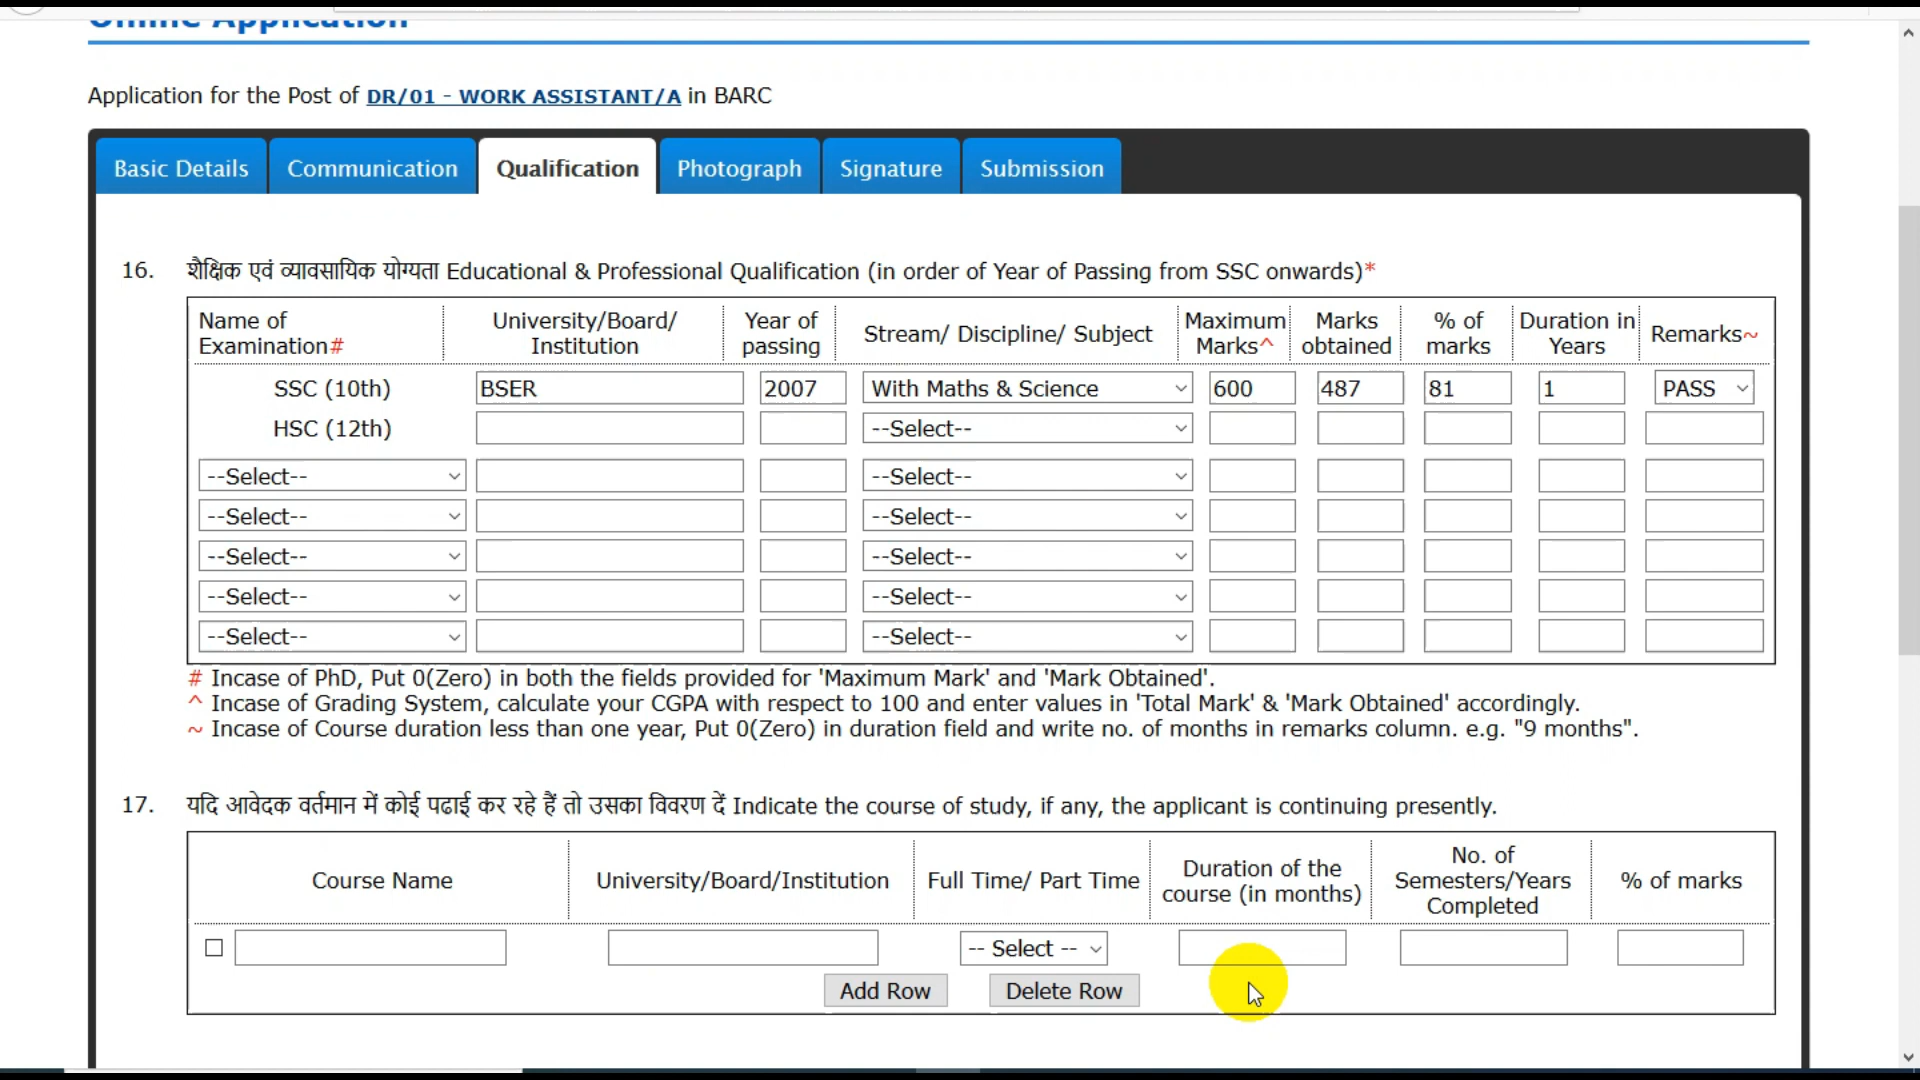 Online Application
Application for the Post of DR/01 - WORK ASSISTANT/A in BARC
Basic Details Communication Qualification Photograph Signature Submission
16. शैक्षिक एवं व्यावसायिक योग्यता Educational & Professional Qualification (in order of Year of Passing from SSC onwards)*
Name of Examination# University/Board/ Institution Year of passing Stream/ Discipline/ Subject Maximum Marks^ Marks obtained % of marks Duration in Years Remarks~
SSC (10th) BSER 2007 With Maths & Science 600 487 81 1 PASS
HSC (12th) --Select--
--Select-- --Select--
--Select-- --Select--
--Select-- --Select--
--Select-- --Select--
--Select-- --Select--
# Incase of PhD, Put 0(Zero) in both the fields provided for 'Maximum Mark' and 'Mark Obtained'.
^ Incase of Grading System, calculate your CGPA with respect to 100 and enter values in 'Total Mark' & 'Mark Obtained' accordingly.
~ Incase of Course duration less than one year, Put 0(Zero) in duration field and write no. of months in remarks column. e.g. "9 months".
17. यदि आवेदक वर्तमान में कोई पढाई कर रहे हैं तो उसका विवरण दें Indicate the course of study, if any, the applicant is continuing presently.
Course Name University/Board/Institution Full Time/ Part Time Duration of the course (in months) No. of Semesters/Years Completed % of marks
-- Select --
Add Row Delete Row